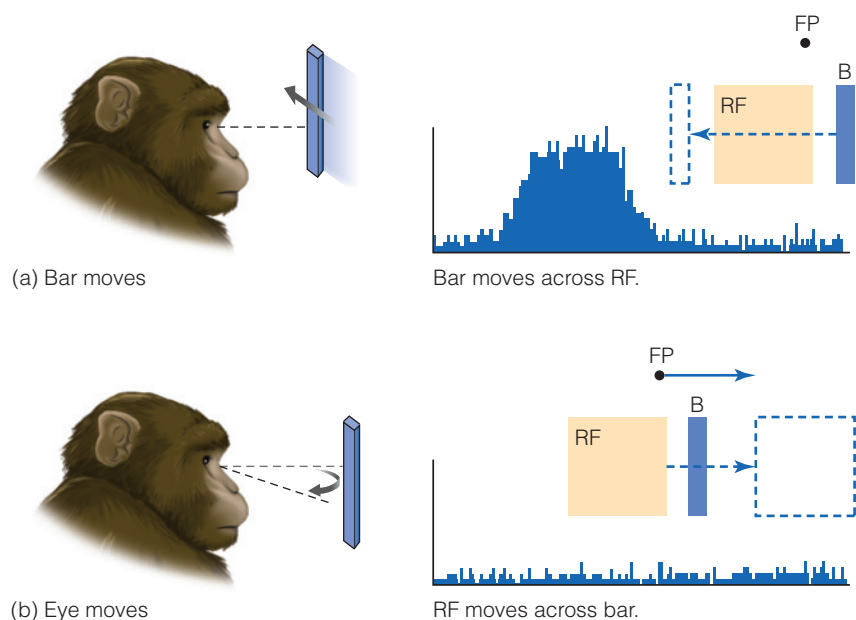 FP
B
RF
(a) Bar moves
Bar moves across RF.
FP
B
RF
(b) Eye moves
RF moves across bar.